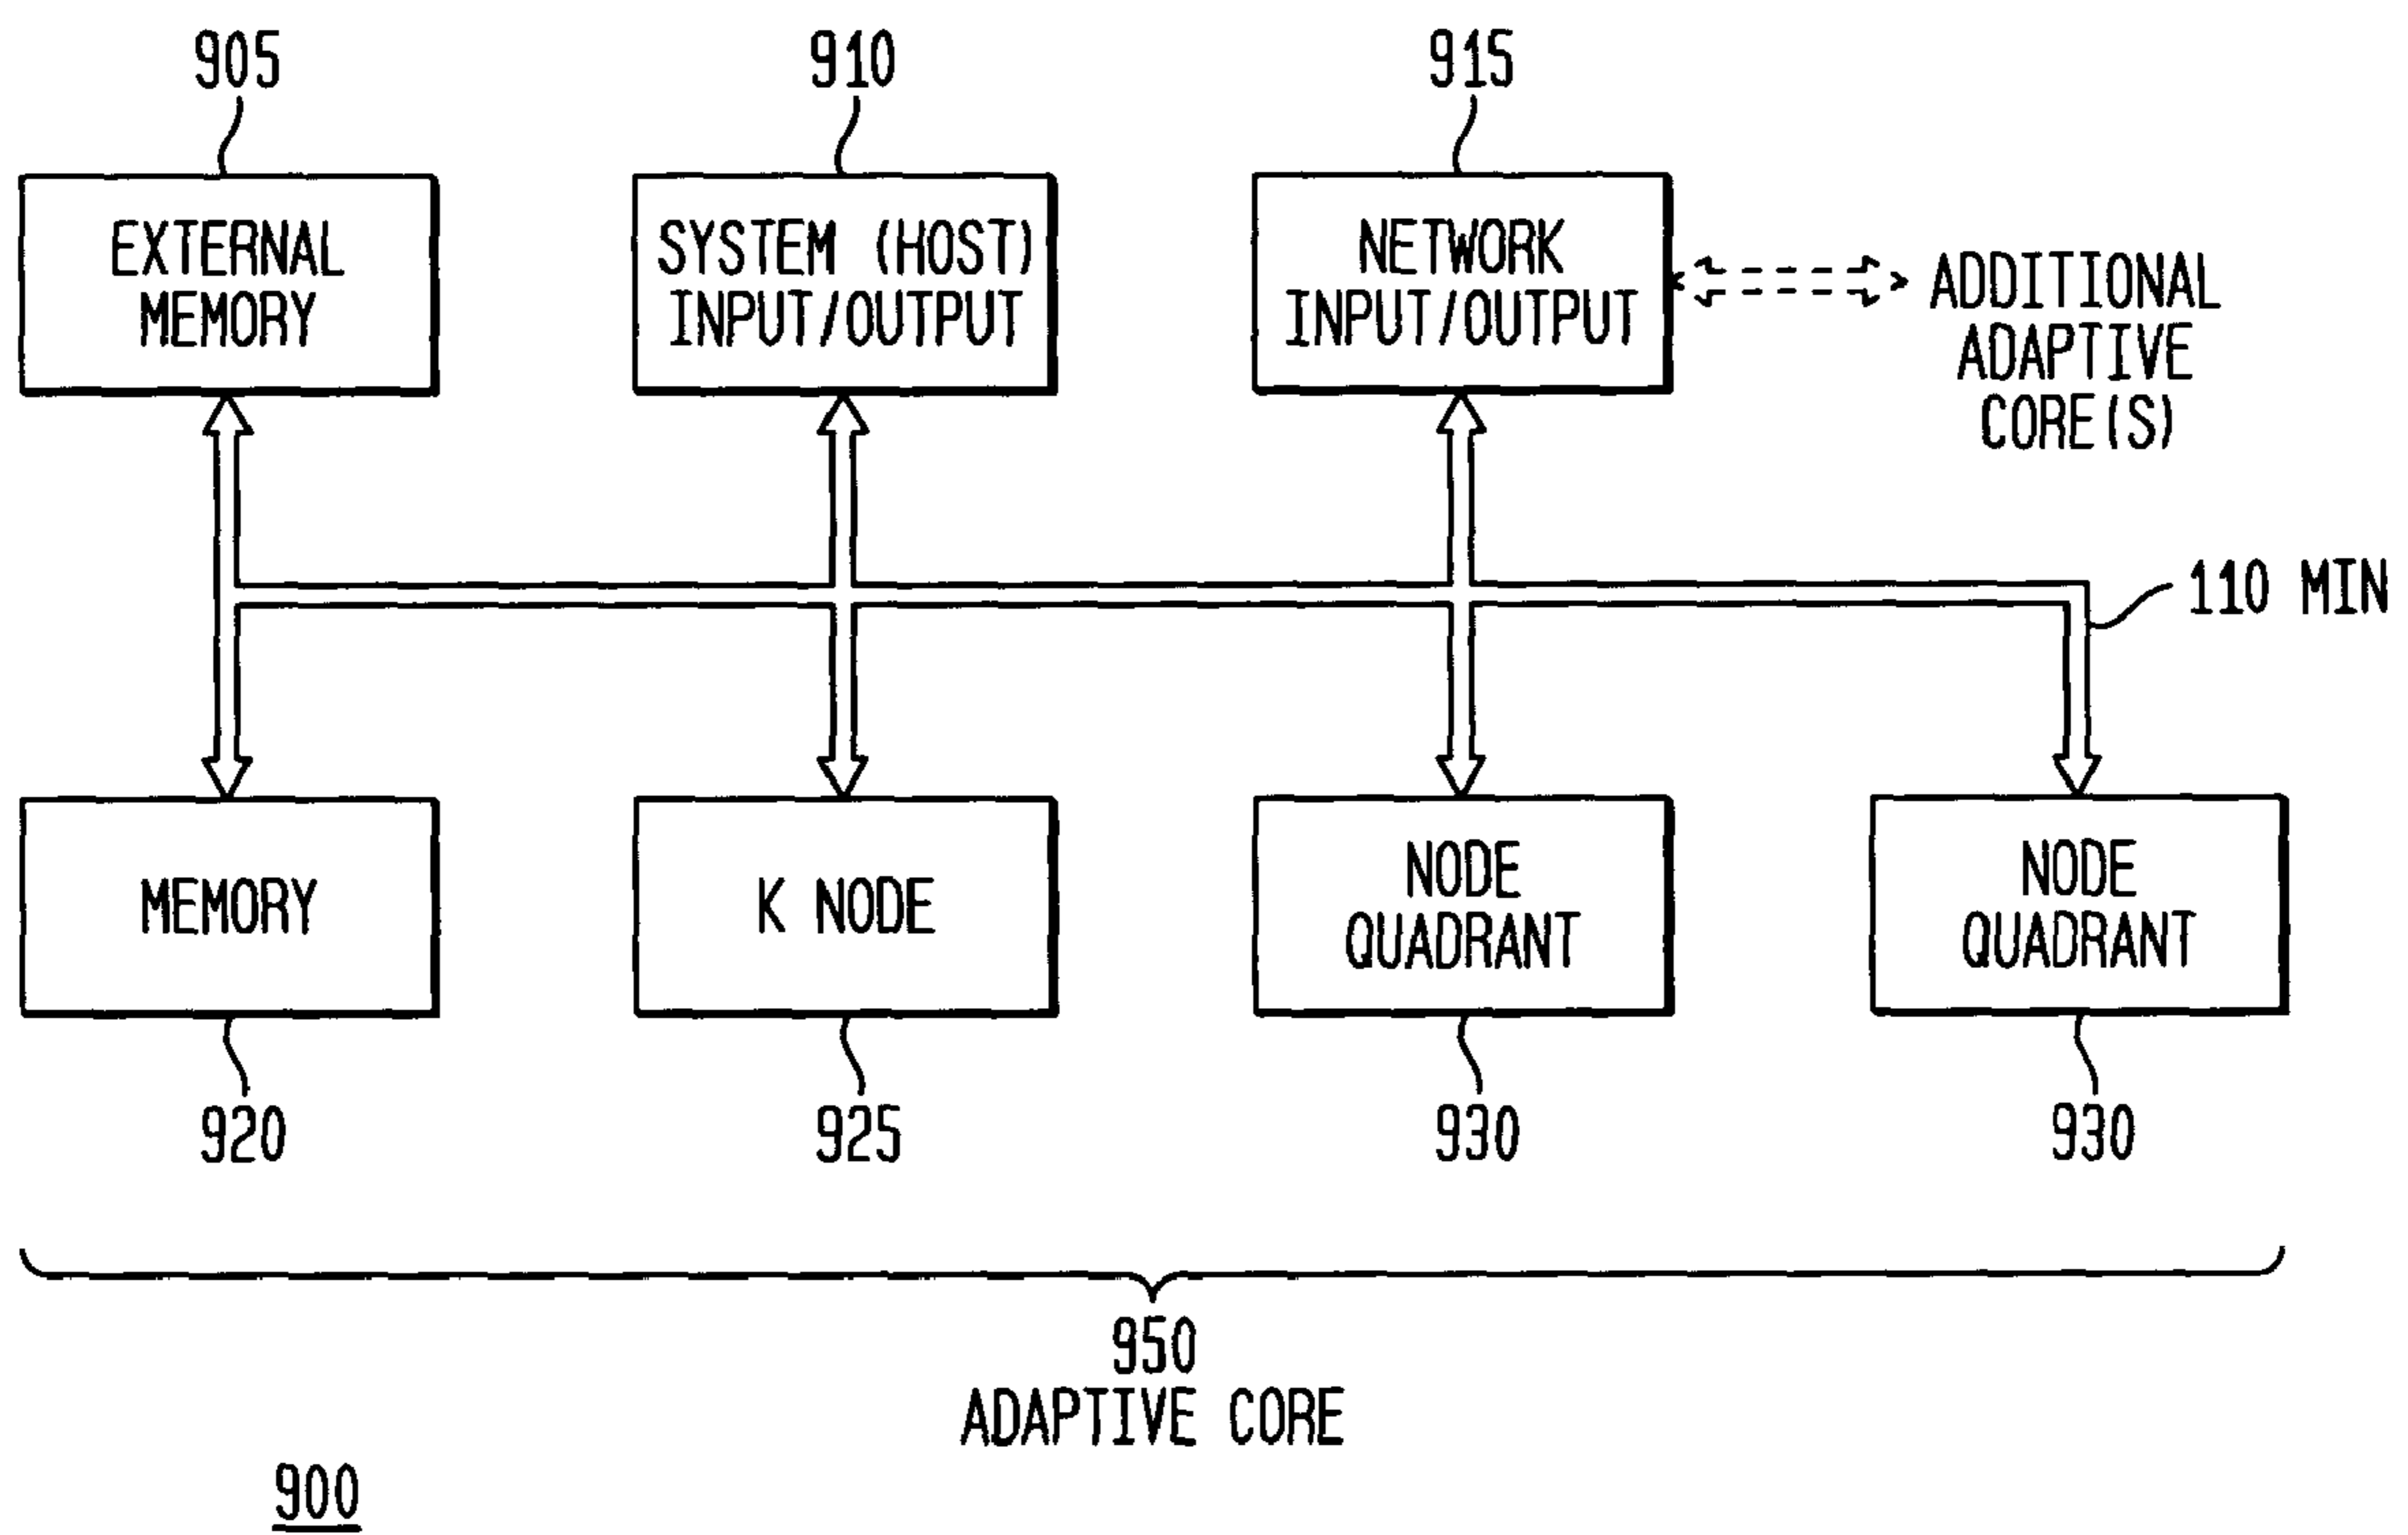 905
910
915
EXTERNAL
MEMORY
SYSTEM (HOST)
INPUT/OUTPUT
NETWORK
INPUT/OUTPUT
ADDITIONAL
ADAPTIVE
CORE(S)
110 MIN
MEMORY
K NODE
NODE
QUADRANT
NODE
QUADRANT
920
925
930
930
950
ADAPTIVE CORE
900